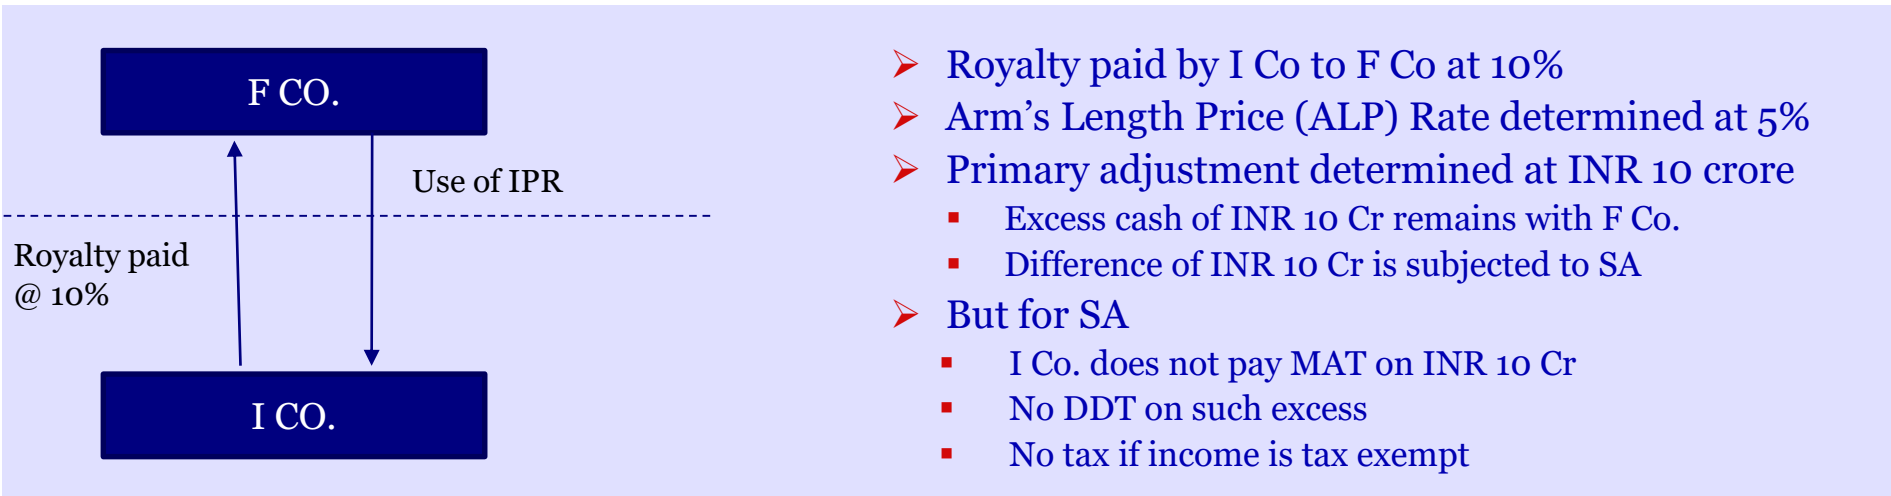 F CO.
Use of IPR
Royalty paid
@ 10%
I CO.
Royalty paid by I Co to F Co at 10%
Arm’s Length Price (ALP) Rate determined at 5%
Primary adjustment determined at INR 10 crore
Excess cash of INR 10 Cr remains with F Co.
Difference of INR 10 Cr is subjected to SA
But for SA
I Co. does not pay MAT on INR 10 Cr
No DDT on such excess
No tax if income is tax exempt